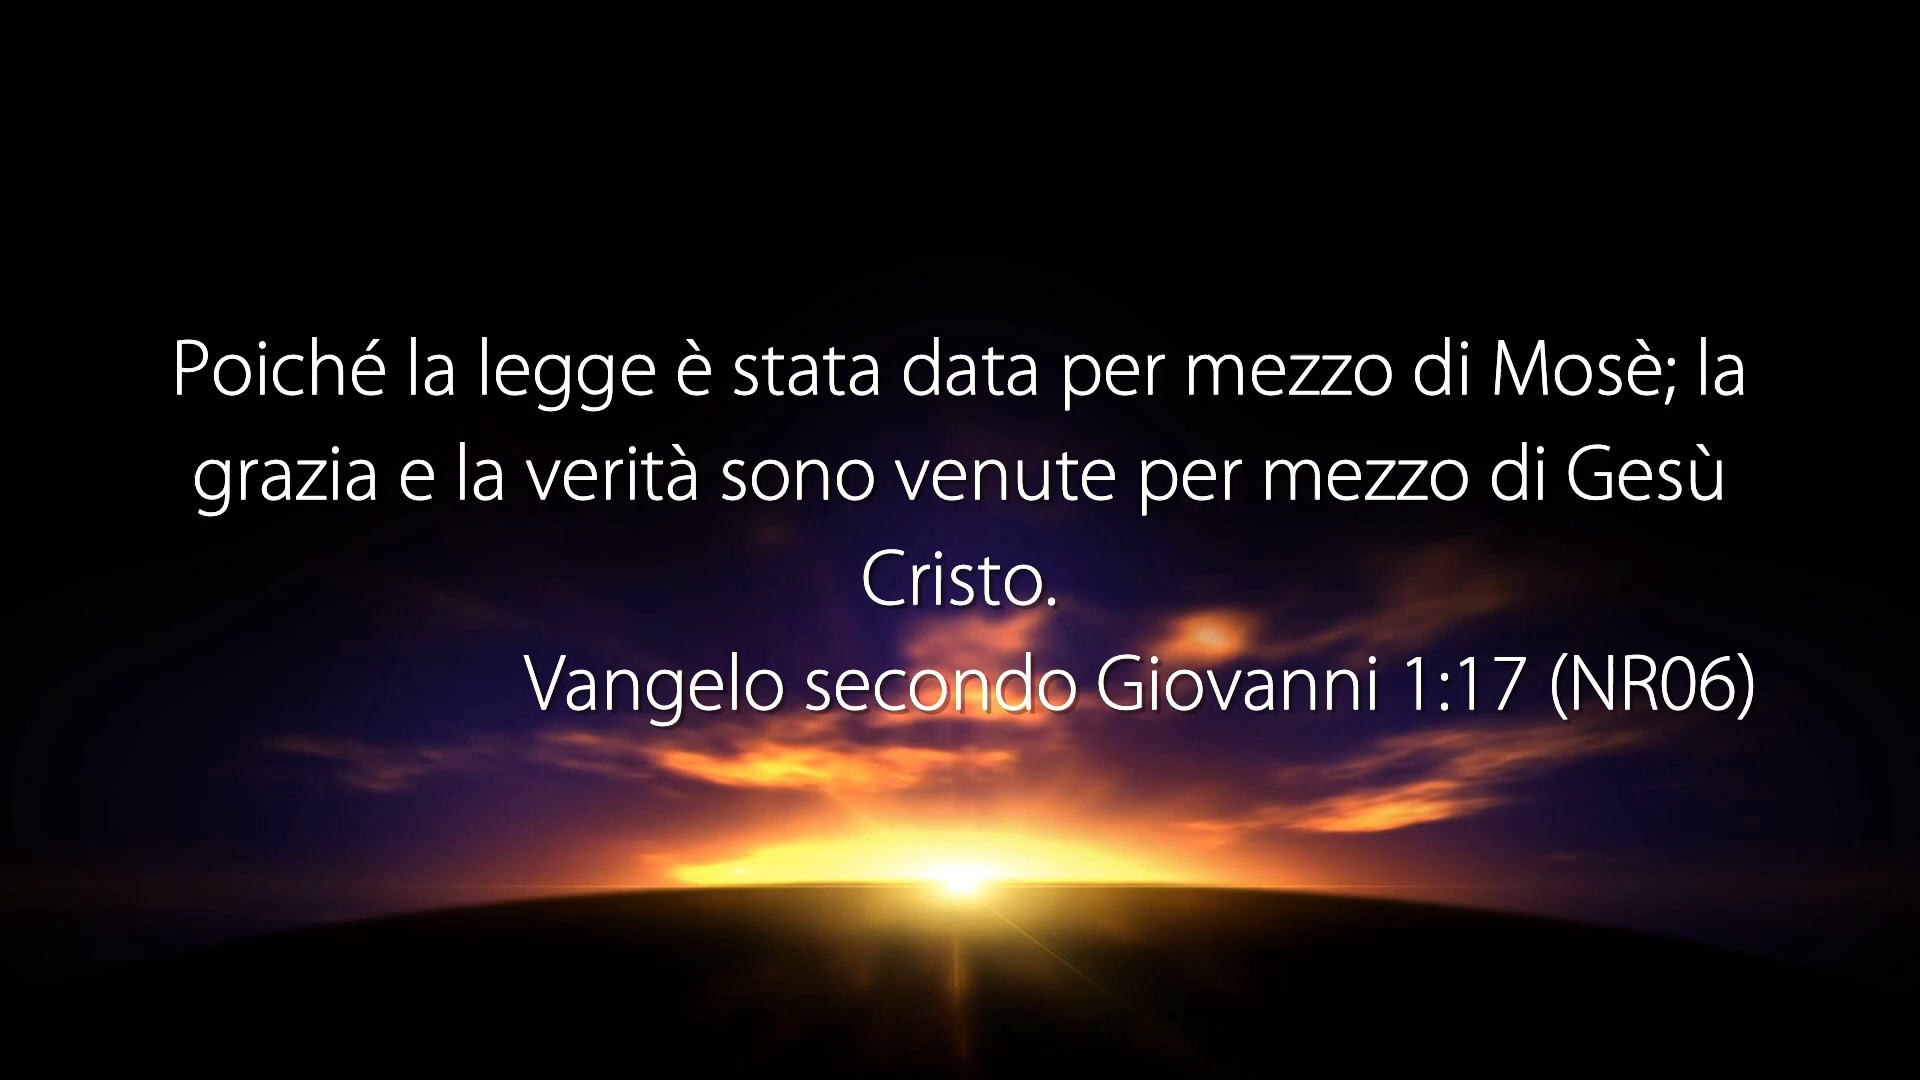 Poiché la legge è stata data per mezzo di Mosè; la
grazia e la verità sono venute per mezzo di Gesù
Cristo.
Vangelo secondo Giovanni 1:17 (NR06)